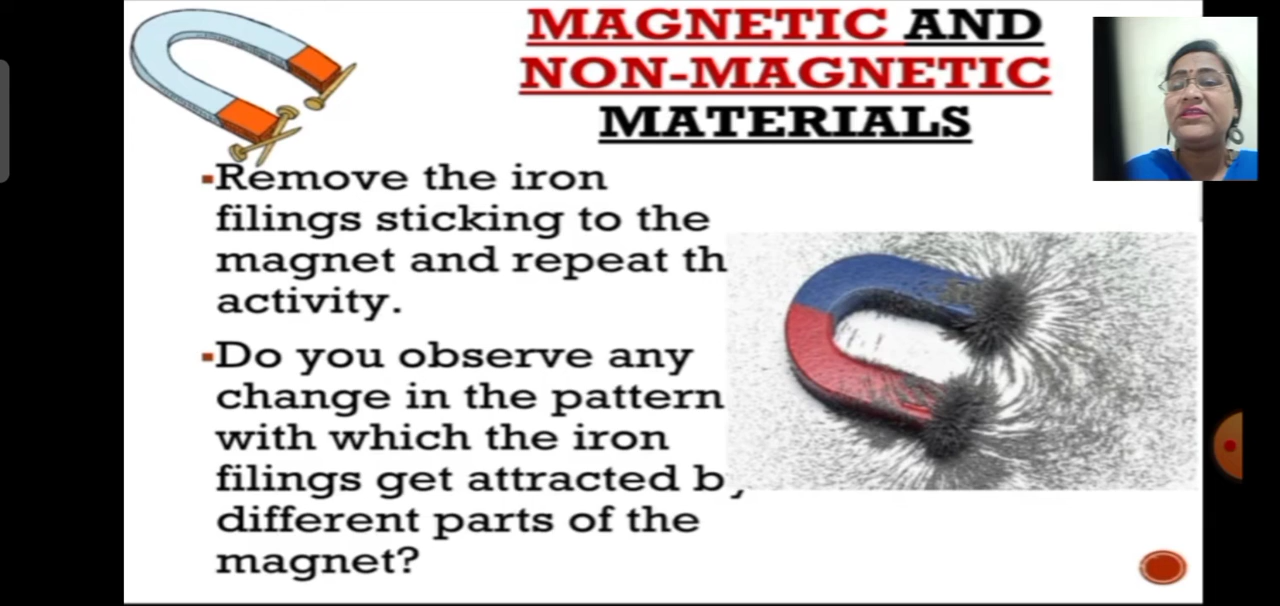 MAGNETIC AND
NON-MAGNETIC
MATERIALS
Remove the iron
filings sticking to the
magnet and repeat th
activity.
Do you observe any
change in the pattern
with which the iron
filings get attracted b
different parts of the
magnet?